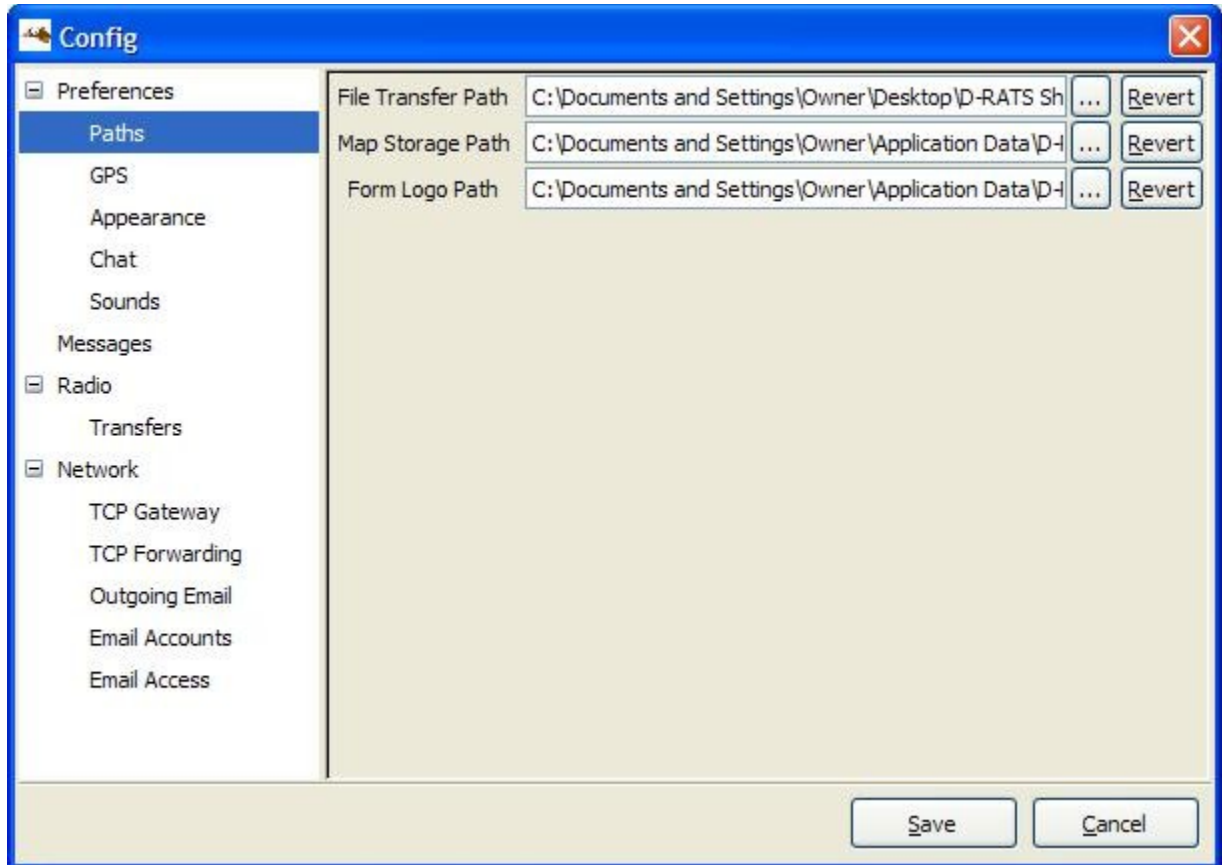 Config
Preferences
Paths
GPS
Appearance
Chat
Sounds
Messages
Radio
Transfers
Network
TCP Gateway
TCP Forwarding
Outgoing Email
Email Accounts
Email Access
File Transfer Path C:\Documents and Settings\Owner\Desktop\D-RATS Sh ... Revert
Map Storage Path C:\Documents and Settings\Owner\Application Data\D- ... Revert
Form Logo Path C:\Documents and Settings\Owner\Application Data\D- ... Revert
Save Cancel